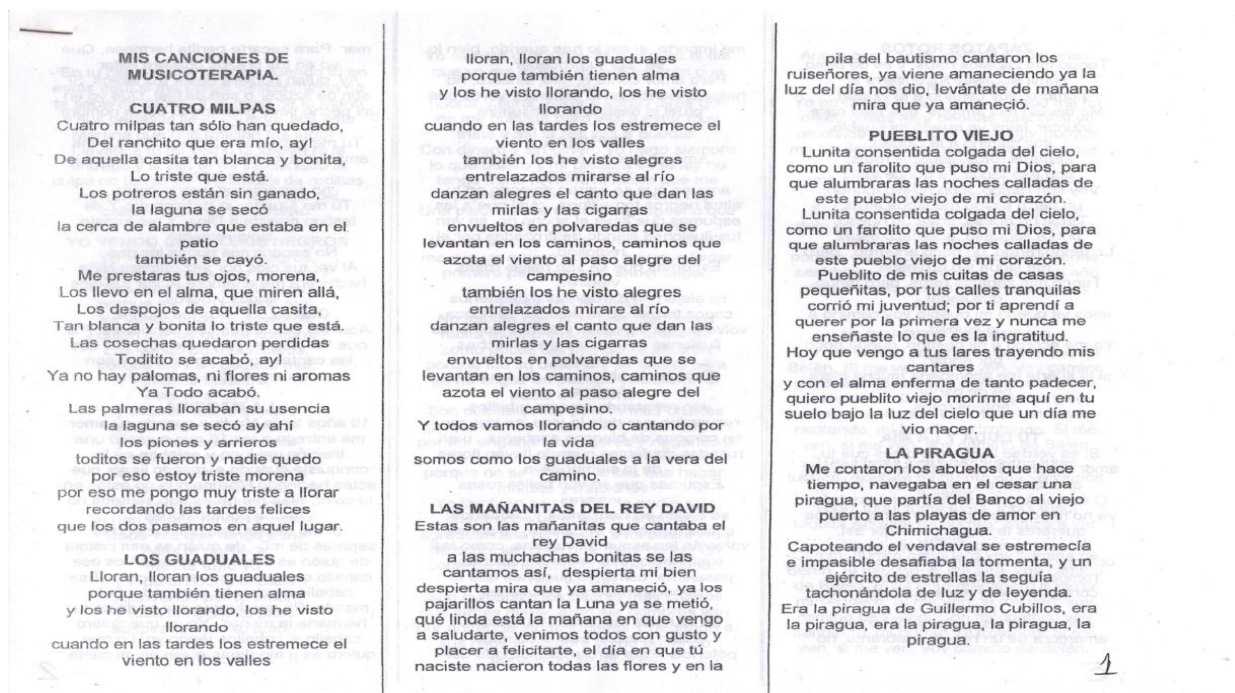 MIS CANCIONES DE
MUSICOTERAPIA.
CUATRO MILPAS
Cuatro milpas tan sólo han quedado,
Del ranchito que era mío, ay!
De aquella casita tan blanca y bonita,
Lo triste que está.
Los potreros están sin ganado,
la laguna se secó
la cerca de alambre que estaba en el
patio
también se cayó.
Me prestaras tus ojos, morena,
Los llevo en el alma, que miren allá,
Los despojos de aquella casita,
Tan blanca y bonita lo triste que está.
Las cosechas quedaron perdidas
Toditito se acabó, ay!
Ya no hay palomas, ni flores ni aromas
Ya Todo acabó.
Las palmeras lloraban su usencia
la laguna se secó ay ahí
los piones y arrieros
toditos se fueron y nadie quedo
por eso estoy triste morena
por eso me pongo muy triste a llorar
recordando las tardes felices
que los dos pasamos en aquel lugar.
LOS GUADUALES
Lloran, lloran los guaduales
porque también tienen alma
y los he visto llorando, los he visto
llorando
cuando en las tardes los estremece el
viento en los valles
lloran, lloran los guaduales
porque también tienen alma
y los he visto llorando, los he visto
llorando
cuando en las tardes los estremece el
viento en los valles
también los he visto alegres
entrelazados mirarse al río
danzan alegres el canto que dan las
mirlas y las cigarras
envueltos en polvaredas que se
levantan en los caminos, caminos que
azota el viento al paso alegre del
campesino
también los he visto alegres
entrelazados mirarse al río
danzan alegres el canto que dan las
mirlas y las cigarras
envueltos en polvaredas que se
levantan en los caminos, caminos que
azota el viento al paso alegre del
campesino.
Y todos vamos llorando o cantando por
la vida
somos como los guaduales a la vera del
camino.
LAS MAÑANITAS DEL REY DAVID
Estas son las mañanitas que cantaba el
rey David
a las muchachas bonitas se las
cantamos así, despierta mi bien
despierta mira que ya amaneció, ya los
pajarillos cantan la Luna ya se metió,
qué linda está la mañana en que vengo
a saludarte, venimos todos con gusto y
placer a felicitarte, el día en que tú
naciste nacieron todas las flores y en la
pila del bautismo cantaron los
ruiseñores, ya viene amaneciendo ya la
luz del día nos dio, levántate de mañana
mira que ya amaneció.
PUEBLITO VIEJO
Lunita consentida colgada del cielo,
como un farolito que puso mi Dios, para
que alumbraras las noches calladas de
este pueblo viejo de mi corazón.
Lunita consentida colgada del cielo,
como un farolito que puso mi Dios, para
que alumbraras las noches calladas de
este pueblo viejo de mi corazón.
Pueblito de mis cuitas de casas
pequeñitas, por tus calles tranquilas
corrió mi juventud; por ti aprendí a
querer por la primera vez y nunca me
enseñaste lo que es la ingratitud.
Hoy que vengo a tus lares trayendo mis
cantares
y con el alma enferma de tanto padecer,
quiero pueblito viejo morirme aquí en tu
suelo bajo la luz del cielo que un día me
vio nacer.
LA PIRAGUA
Me contaron los abuelos que hace
tiempo, navegaba en el cesar una
piragua, que partía del Banco al viejo
puerto a las playas de amor en
Chimichagua.
Capoteando el vendaval se estremecía
e impasible desafiaba la tormenta, y un
ejército de estrellas la seguía
tachonándola de luz y de leyenda.
Era la piragua de Guillermo Cubillos, era
la piragua, era la piragua, la piragua, la
piragua.
1